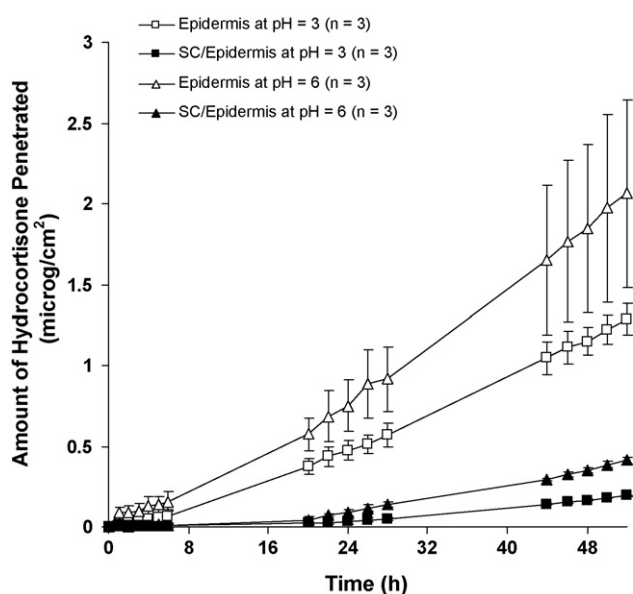 Epidermis at pH = 3 (n = 3)
SC/Epidermis at pH = 3 (n = 3)
Epidermis at pH = 6 (n = 3)
SC/Epidermis at pH = 6 (n = 3)
Amount of Hydrocortisone Penetrated
(microg/cm²)
3
2.5
2
1.5
1
0.5
0
0 8 16 24 32 40 48
Time (h)